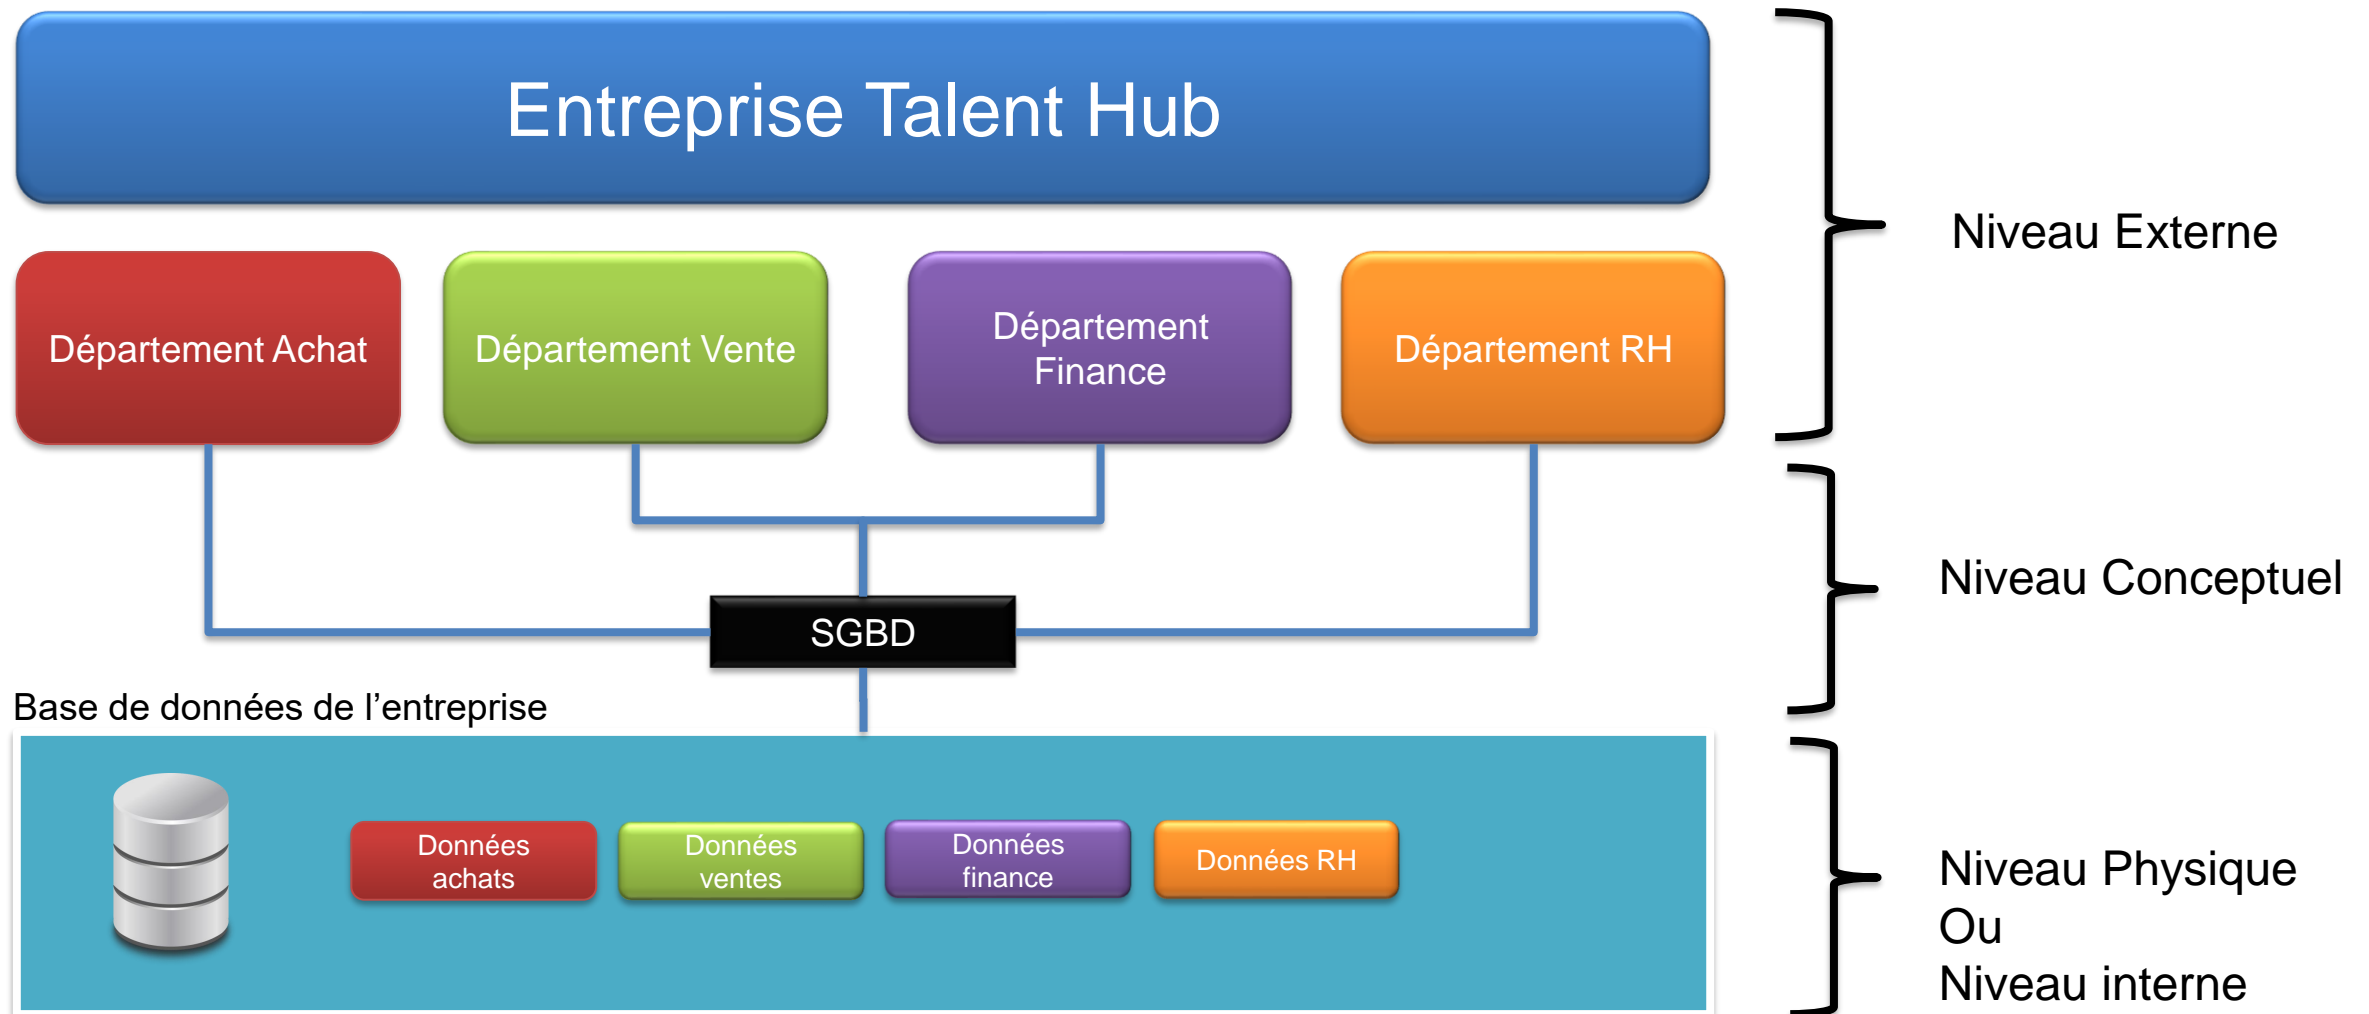 Entreprise Talent Hub
Niveau Externe
Département Achat
Département Vente
Département
Finance
Département RH
Niveau Conceptuel
SGBD
Base de données de l’entreprise
Données
achats
Données
ventes
Données
finance
Données RH
Niveau Physique
Ou
Niveau interne